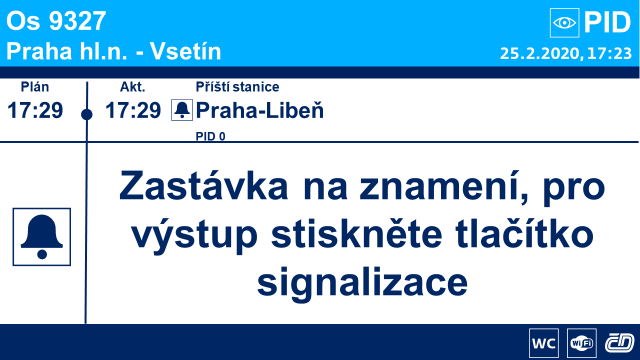 Os 9327
PID
Praha hl.n. - Vsetín
25.2.2020, 17:23
Plán
Akt.
Příští stanice
17:29
17:29
Praha-Libeň
PID 0
Zastávka na znamení, pro
výstup stiskněte tlačítko
signalizace
WC
WiFi
ČD